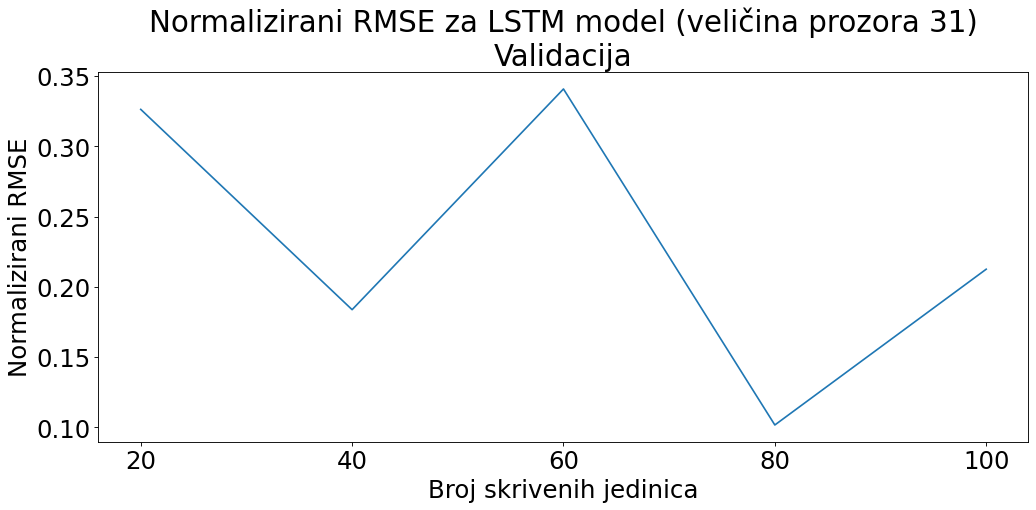 Normalizirani RMSE za LSTM model (veličina prozora 31)
Validacija
Normalizirani RMSE
0.35
0.30
0.25
0.20
0.15
0.10
20 40 60 80 100
Broj skrivenih jedinica